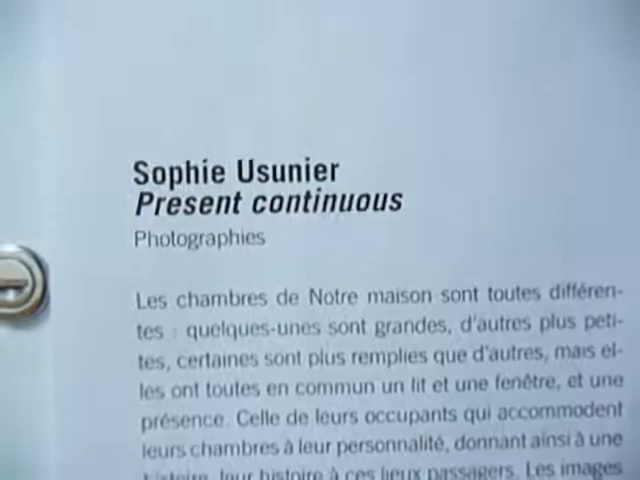 Sophie Usunier
Present continuous
Photographies
Les chambres de Notre maison sont toutes différen-
tes : quelques-unes sont grandes, d'autres plus peti-
tes, certaines sont plus remplies que d'autres, mais el-
les ont toutes en commun un lit et une fenêtre, et une
présence. Celle de leurs occupants qui accommodent
leurs chambres à leur personnalité, donnant ainsi à une
histoire, leur histoire à ces lieux passagers. Les images